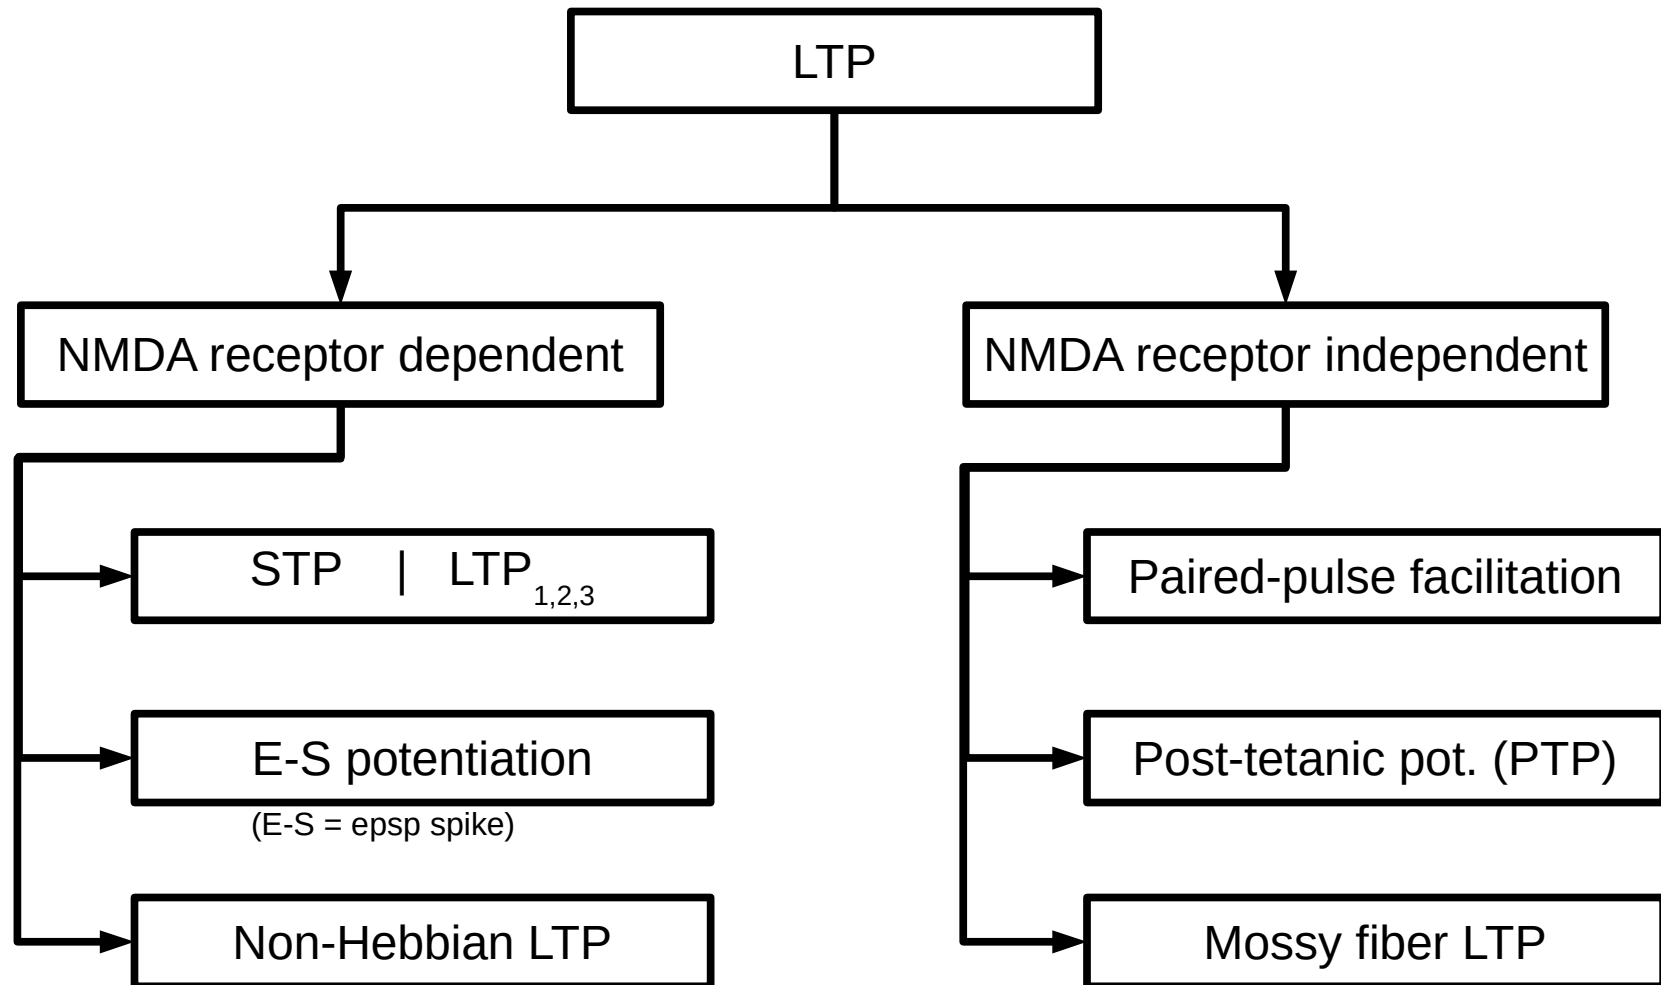 LTP
NMDA receptor dependent
NMDA receptor independent
STP | LTP1,2,3
Paired-pulse facilitation
E-S potentiation
(E-S = epsp spike)
Post-tetanic pot. (PTP)
Non-Hebbian LTP
Mossy fiber LTP